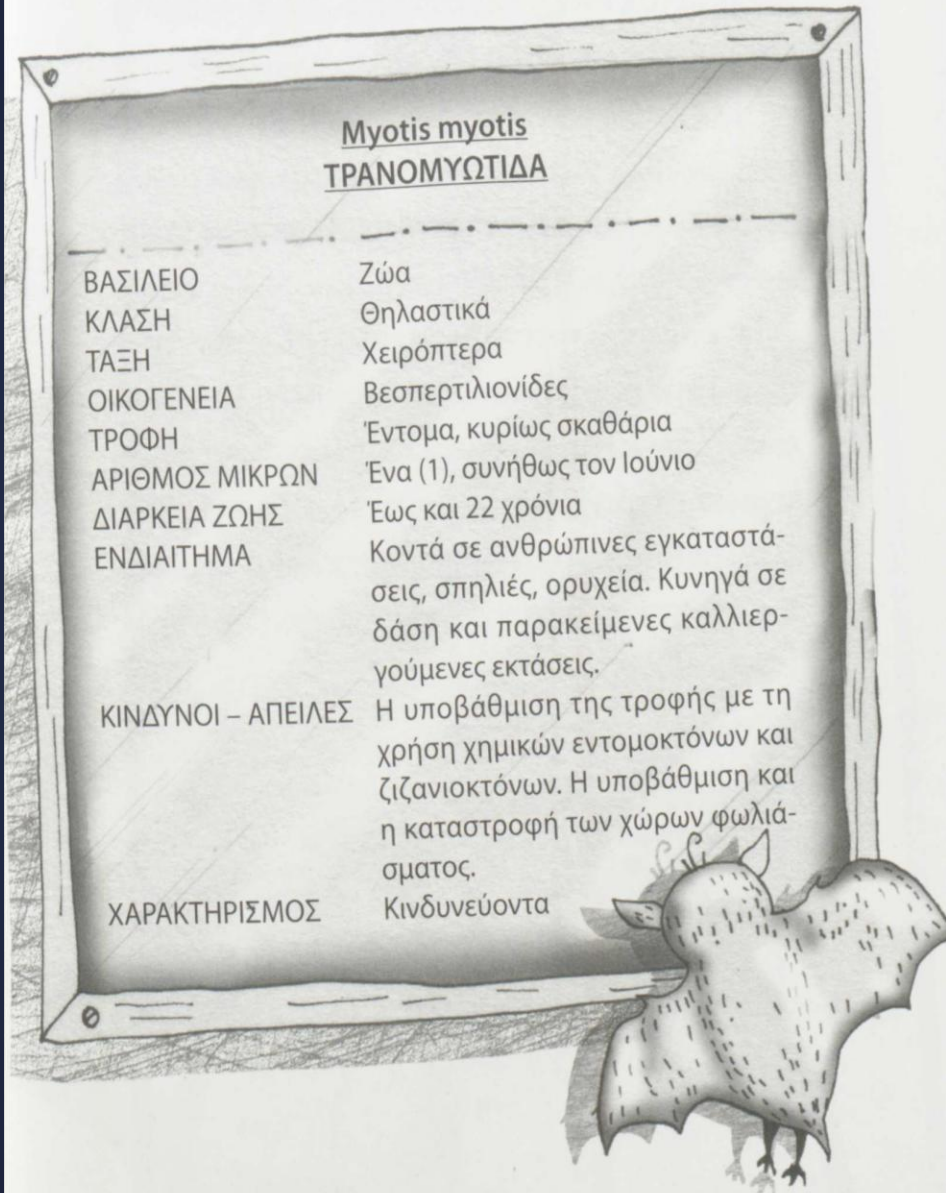 Myotis myotis
ΤΡΑΝΟΜΥΩΤΙΔΑ
ΒΑΣΙΛΕΙΟ Ζώα
ΚΛΑΣΗ Θηλαστικά
ΤΑΞΗ Χειρόπτερα
ΟΙΚΟΓΕΝΕΙΑ Βεσπερτιλιονίδες
ΤΡΟΦΗ Έντομα, κυρίως σκαθάρια
ΑΡΙΘΜΟΣ ΜΙΚΡΩΝ Ένα (1), συνήθως τον Ιούνιο
ΔΙΑΡΚΕΙΑ ΖΩΗΣ Έως και 22 χρόνια
ΕΝΔΙΑΙΤΗΜΑ Κοντά σε ανθρώπινες εγκαταστά-
σεις, σπηλιές, ορυχεία. Κυνηγά σε
δάση και παρακείμενες καλλιερ-
γούμενες εκτάσεις.
ΚΙΝΔΥΝΟΙ – ΑΠΕΙΛΕΣ Η υποβάθμιση της τροφής με τη
χρήση χημικών εντομοκτόνων και
ζιζανιοκτόνων. Η υποβάθμιση και
η καταστροφή των χώρων φωλιά-
σματος.
ΧΑΡΑΚΤΗΡΙΣΜΟΣ Κινδυνεύοντα